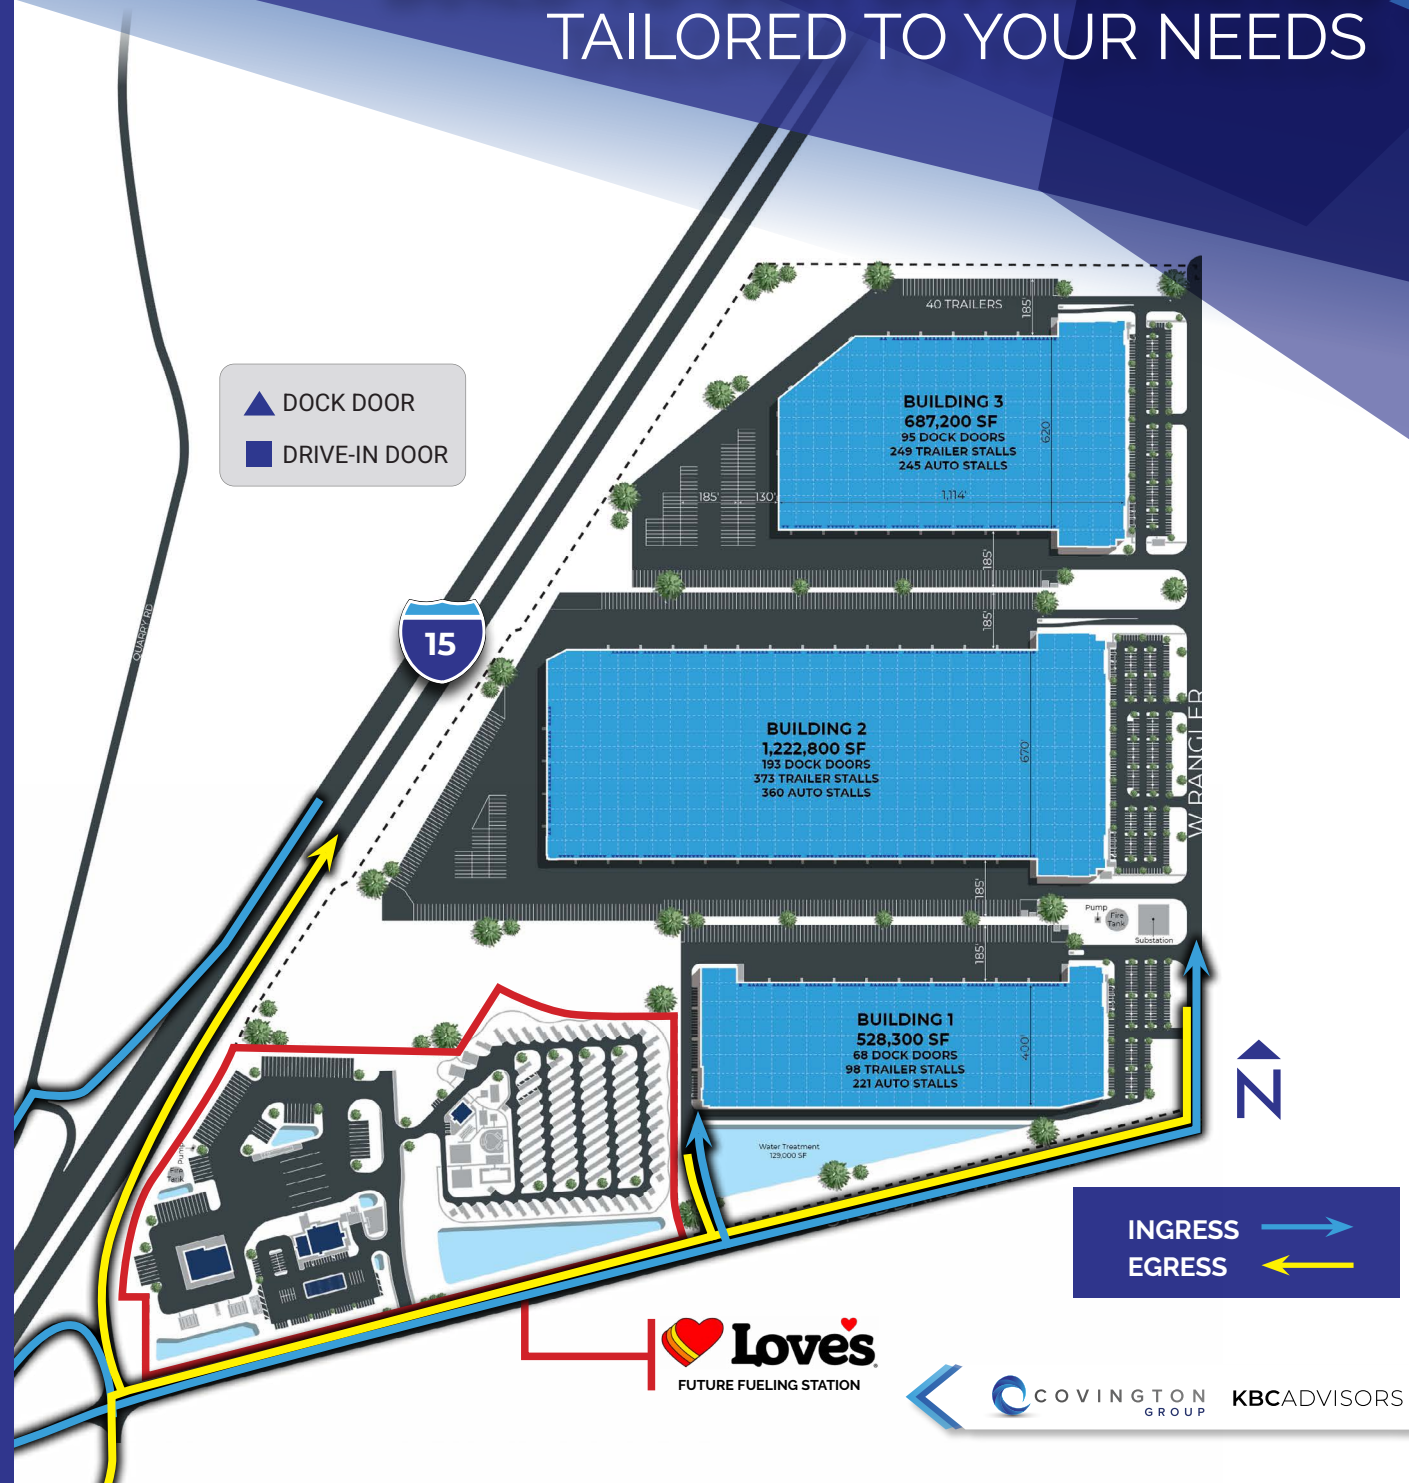 TAILORED TO YOUR NEEDS
40 TRAILERS
185'
DOCK DOOR
DRIVE-IN DOOR
BUILDING 3
687,200 SF
95 DOCK DOORS
249 TRAILER STALLS
245 AUTO STALLS
620'
185'
130'
1,114'
185'
185'
QUARRY RD
15
BUILDING 2
1,222,800 SF
193 DOCK DOORS
373 TRAILER STALLS
360 AUTO STALLS
670'
W RANGLER
185'
Pump
Fire
Tank
Substation
185'
BUILDING 1
528,300 SF
68 DOCK DOORS
98 TRAILER STALLS
221 AUTO STALLS
400'
N
Water Treatment
129,000 SF
Pump
Fire
Tank
INGRESS
EGRESS
Love's
FUTURE FUELING STATION
COVINGTON
GROUP
KBCADVISORS